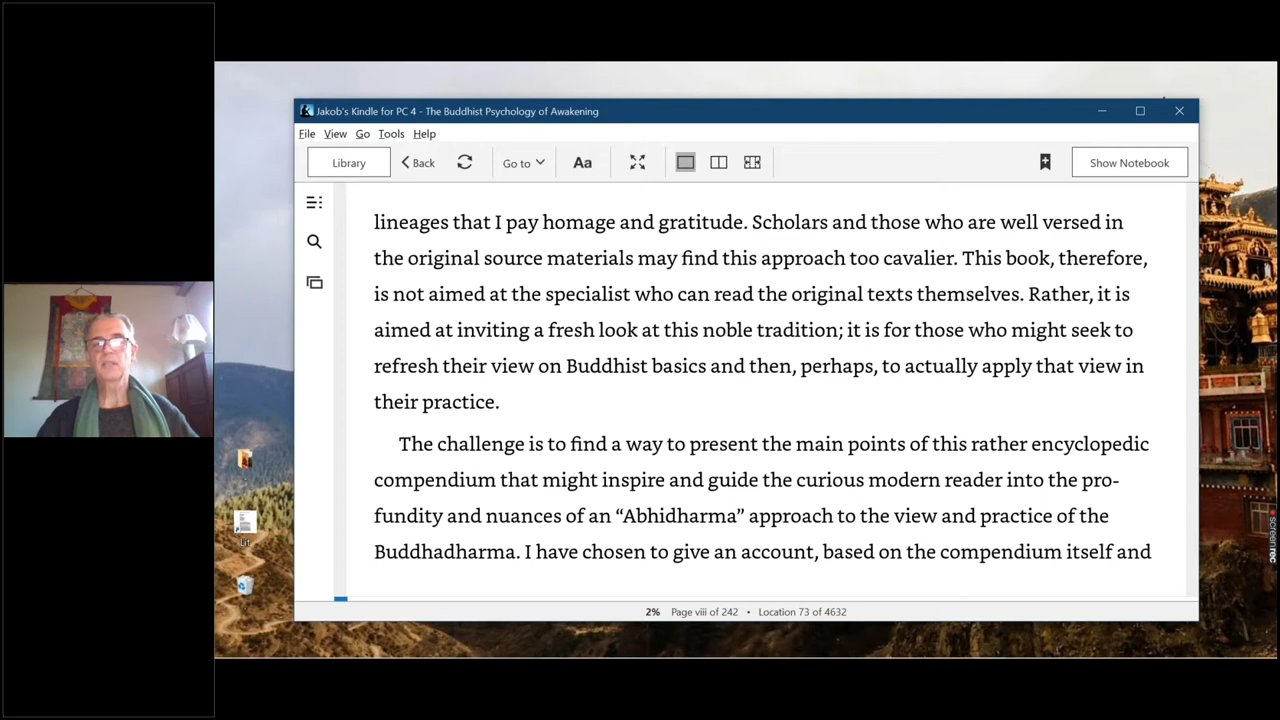 Jakob's Kindle for PC 4 - The Buddhist Psychology of Awakening
File View Go Tools Help
Library Back Go to Aa Show Notebook
lineages that I pay homage and gratitude. Scholars and those who are well versed in
the original source materials may find this approach too cavalier. This book, therefore,
is not aimed at the specialist who can read the original texts themselves. Rather, it is
aimed at inviting a fresh look at this noble tradition; it is for those who might seek to
refresh their view on Buddhist basics and then, perhaps, to actually apply that view in
their practice.
The challenge is to find a way to present the main points of this rather encyclopedic
compendium that might inspire and guide the curious modern reader into the pro-
fundity and nuances of an “Abhidharma” approach to the view and practice of the
Buddhadharma. I have chosen to give an account, based on the compendium itself and
2% Page viii of 242 • Location 73 of 4632
Lit
screenrec